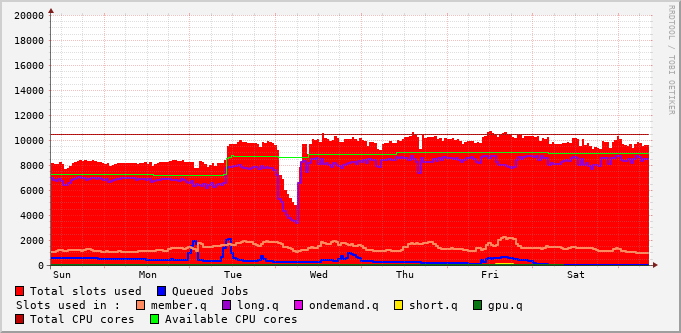 RRDTOOL / TOBI OETIKER
20000
18000
16000
14000
12000
10000
8000
6000
4000
2000
0
Sun Mon Tue Wed Thu Fri Sat
Total slots used Queued Jobs
Slots used in : member.q long.q ondemand.q short.q gpu.q
Total CPU cores Available CPU cores